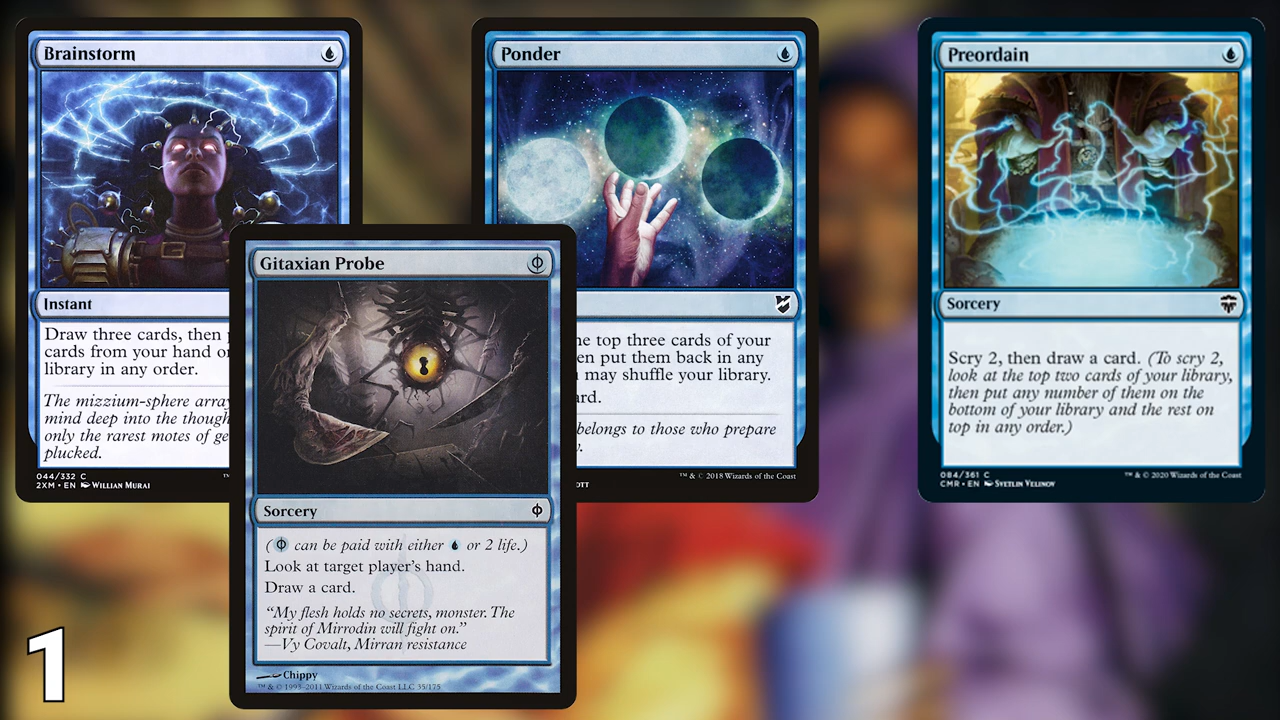 Brainstorm
Instant
Draw three cards, then
cards from your hand o
library in any order.
The mizzium-sphere array
mind deep into the though
only the rarest motes of ge
plucked.
044/332 C
2XM • EN WILLIAN MURAI
Ponder
he top three cards of your
en put them back in any
may shuffle your library.
ard.
belongs to those who prepare
™ & © 2018 Wizards of the Coast
OTT
Preordain
Sorcery
Scry 2, then draw a card. (To scry 2,
look at the top two cards of your library,
then put any number of them on the
bottom of your library and the rest on
top in any order.)
084/361 C
CMR • EN SVETLIN VELINOV
™ & © 2020 Wizards of the Coast
Gitaxian Probe
Sorcery
( can be paid with either or 2 life.)
Look at target player's hand.
Draw a card.
“My flesh holds no secrets, monster. The
spirit of Mirrodin will fight on.”
—Vy Covalt, Mirran resistance
Chippy
™ & © 1993–2011 Wizards of the Coast LLC 35/175
1